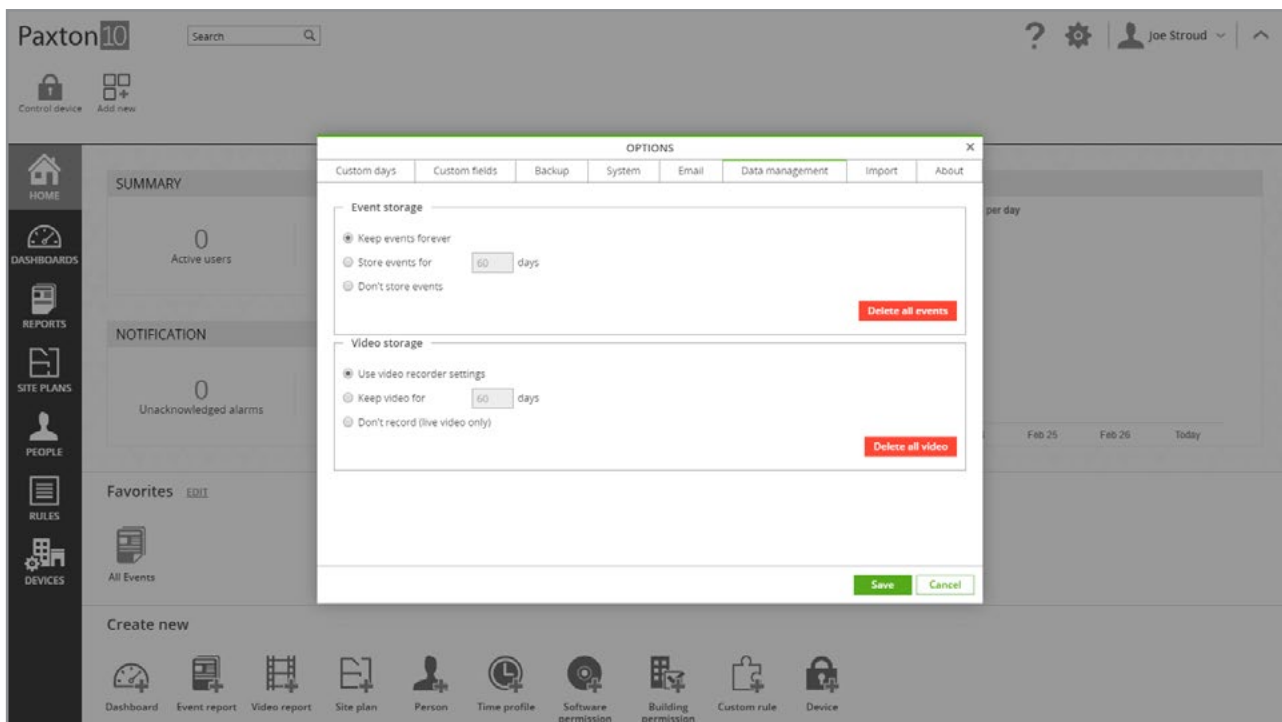 Paxton10
Search
Joe Stroud
Control device
Add new
OPTIONS
Custom days
Custom fields
Backup
System
Email
Data management
Import
About
HOME
DASHBOARDS
REPORTS
SITE PLANS
PEOPLE
RULES
DEVICES
SUMMARY
0
Active users
NOTIFICATION
0
Unacknowledged alarms
Event storage
Keep events forever
Store events for 60 days
Don't store events
Delete all events
Video storage
Use video recorder settings
Keep video for 60 days
Don't record (live video only)
Delete all video
Save
Cancel
per day
Feb 25
Feb 26
Today
Favorites EDIT
All Events
Create new
Dashboard
Event report
Video report
Site plan
Person
Time profile
Software
permission
Building
permission
Custom rule
Device